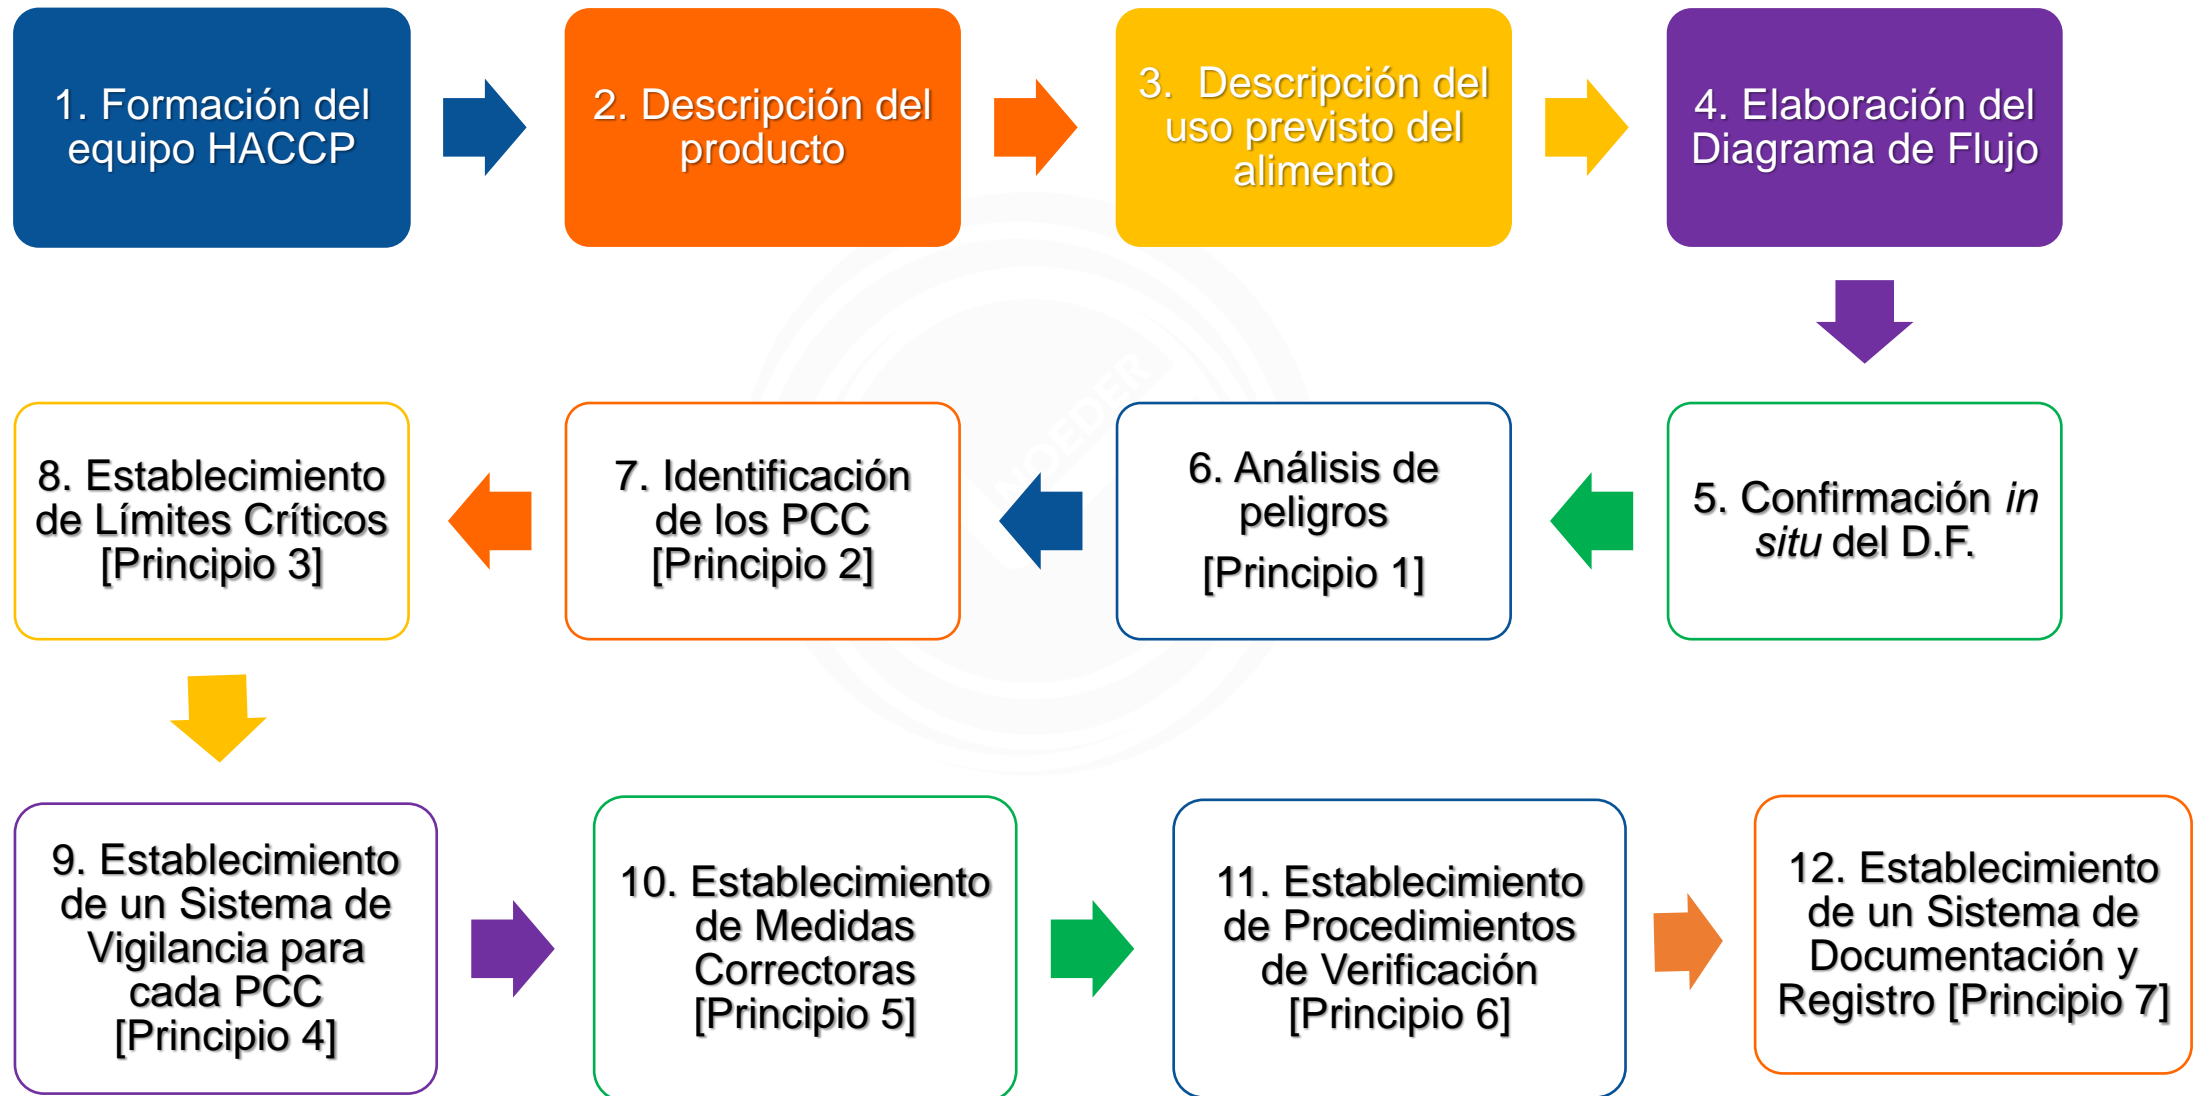 1. Formación del
equipo HACCP
2. Descripción del
producto
3. Descripción del
uso previsto del
alimento
4. Elaboración del
Diagrama de Flujo
5. Confirmación in
situ del D.F.
6. Análisis de
peligros
[Principio 1]
7. Identificación
de los PCC
[Principio 2]
8. Establecimiento
de Límites Críticos
[Principio 3]
9. Establecimiento
de un Sistema de
Vigilancia para
cada PCC
[Principio 4]
10. Establecimiento
de Medidas
Correctoras
[Principio 5]
11. Establecimiento
de Procedimientos
de Verificación
[Principio 6]
12. Establecimiento
de un Sistema de
Documentación y
Registro [Principio 7]
NOEDER